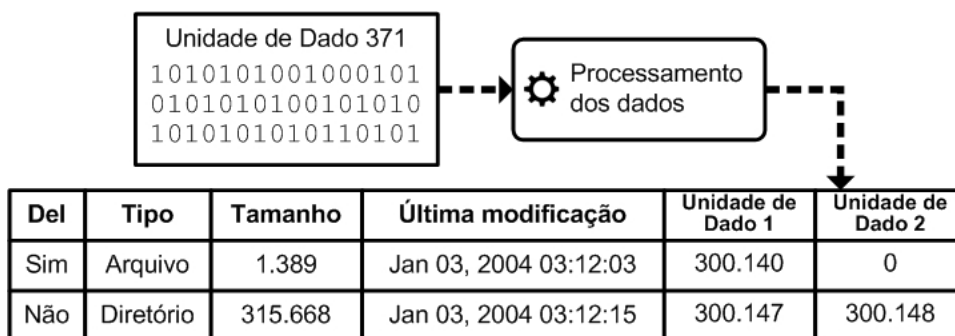 Unidade de Dado 371
1010101001000101
0101010100101010
1010101010110101
Processamento
dos dados
Del Tipo Tamanho Última modificação Unidade de Dado 1 Unidade de Dado 2
Sim Arquivo 1.389 Jan 03, 2004 03:12:03 300.140 0
Não Diretório 315.668 Jan 03, 2004 03:12:15 300.147 300.148